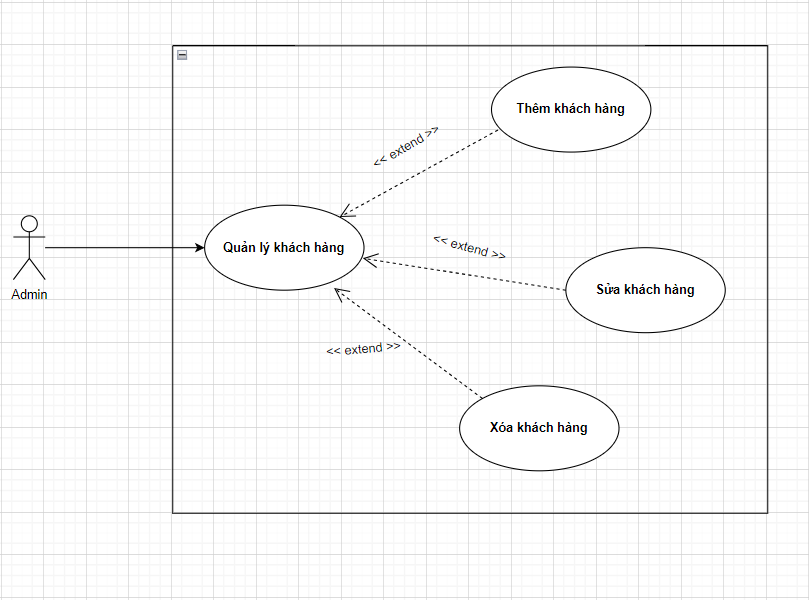 Thêm khách hàng
<< extend >>
Quản lý khách hàng
<< extend >>
Sửa khách hàng
Admin
<< extend >>
Xóa khách hàng